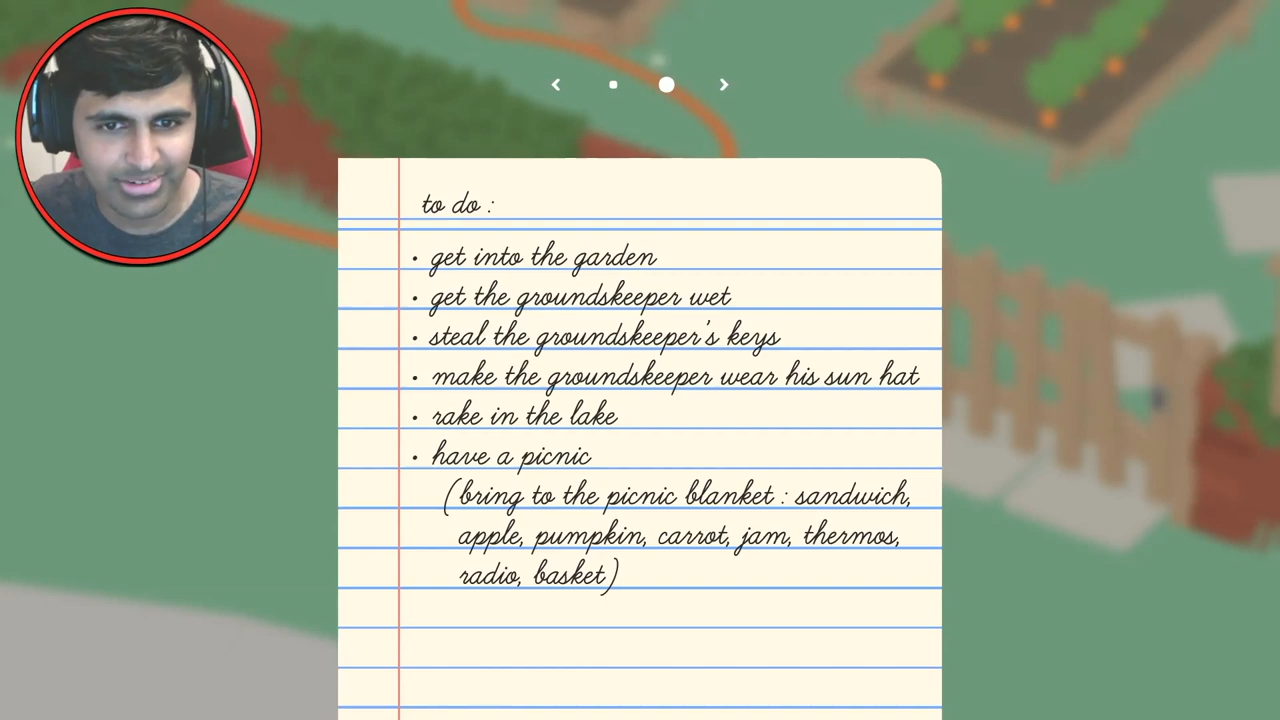 to do :
• get into the garden
• get the groundskeeper wet
• steal the groundskeeper's keys
• make the groundskeeper wear his sun hat
• rake in the lake
• have a picnic
(bring to the picnic blanket : sandwich,
apple, pumpkin, carrot, jam, thermos,
radio, basket)